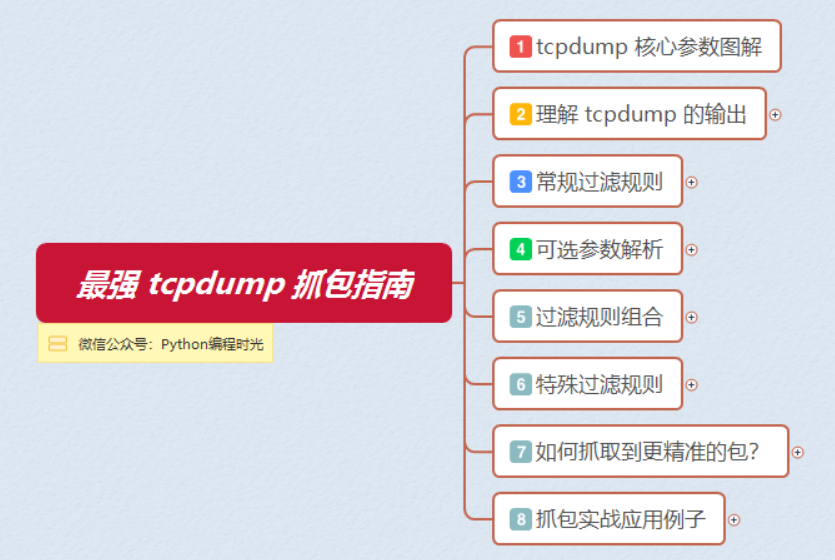 最强 tcpdump 抓包指南
微信公众号：Python编程时光
1 tcpdump 核心参数图解
2 理解 tcpdump 的输出
3 常规过滤规则
4 可选参数解析
5 过滤规则组合
6 特殊过滤规则
7 如何抓取到更精准的包？
8 抓包实战应用例子